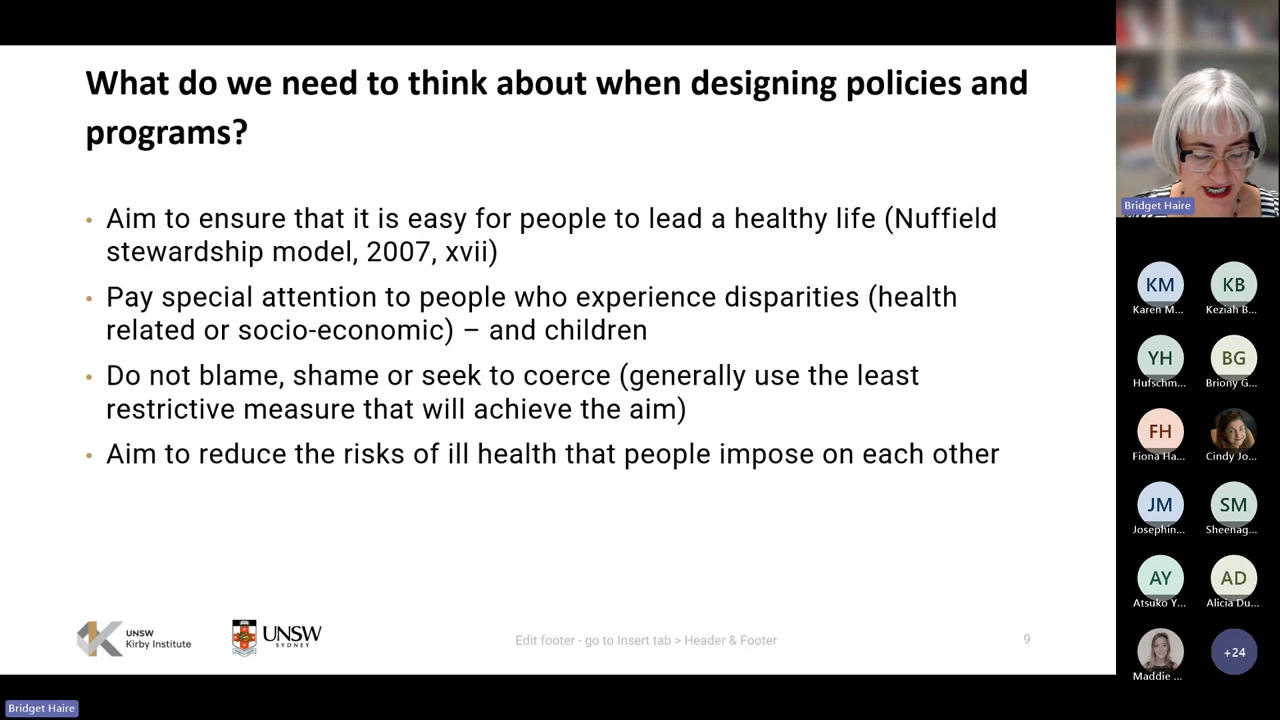 What do we need to think about when designing policies and
programs?
• Aim to ensure that it is easy for people to lead a healthy life (Nuffield
stewardship model, 2007, xvii)
• Pay special attention to people who experience disparities (health
related or socio-economic) – and children
• Do not blame, shame or seek to coerce (generally use the least
restrictive measure that will achieve the aim)
• Aim to reduce the risks of ill health that people impose on each other
UNSW
Kirby Institute
UNSW
SYDNEY
Edit footer - go to Insert tab > Header & Footer
9
Bridget Haire
KM
Karen M...
KB
Keziah B...
YH
Hufschm...
BG
Briony G...
FH
Fiona Ha...
Cindy Jo...
JM
Josephin...
SM
Sheenag...
AY
Atsuko Y...
AD
Alicia Du...
Maddie ...
+24
Bridget Haire